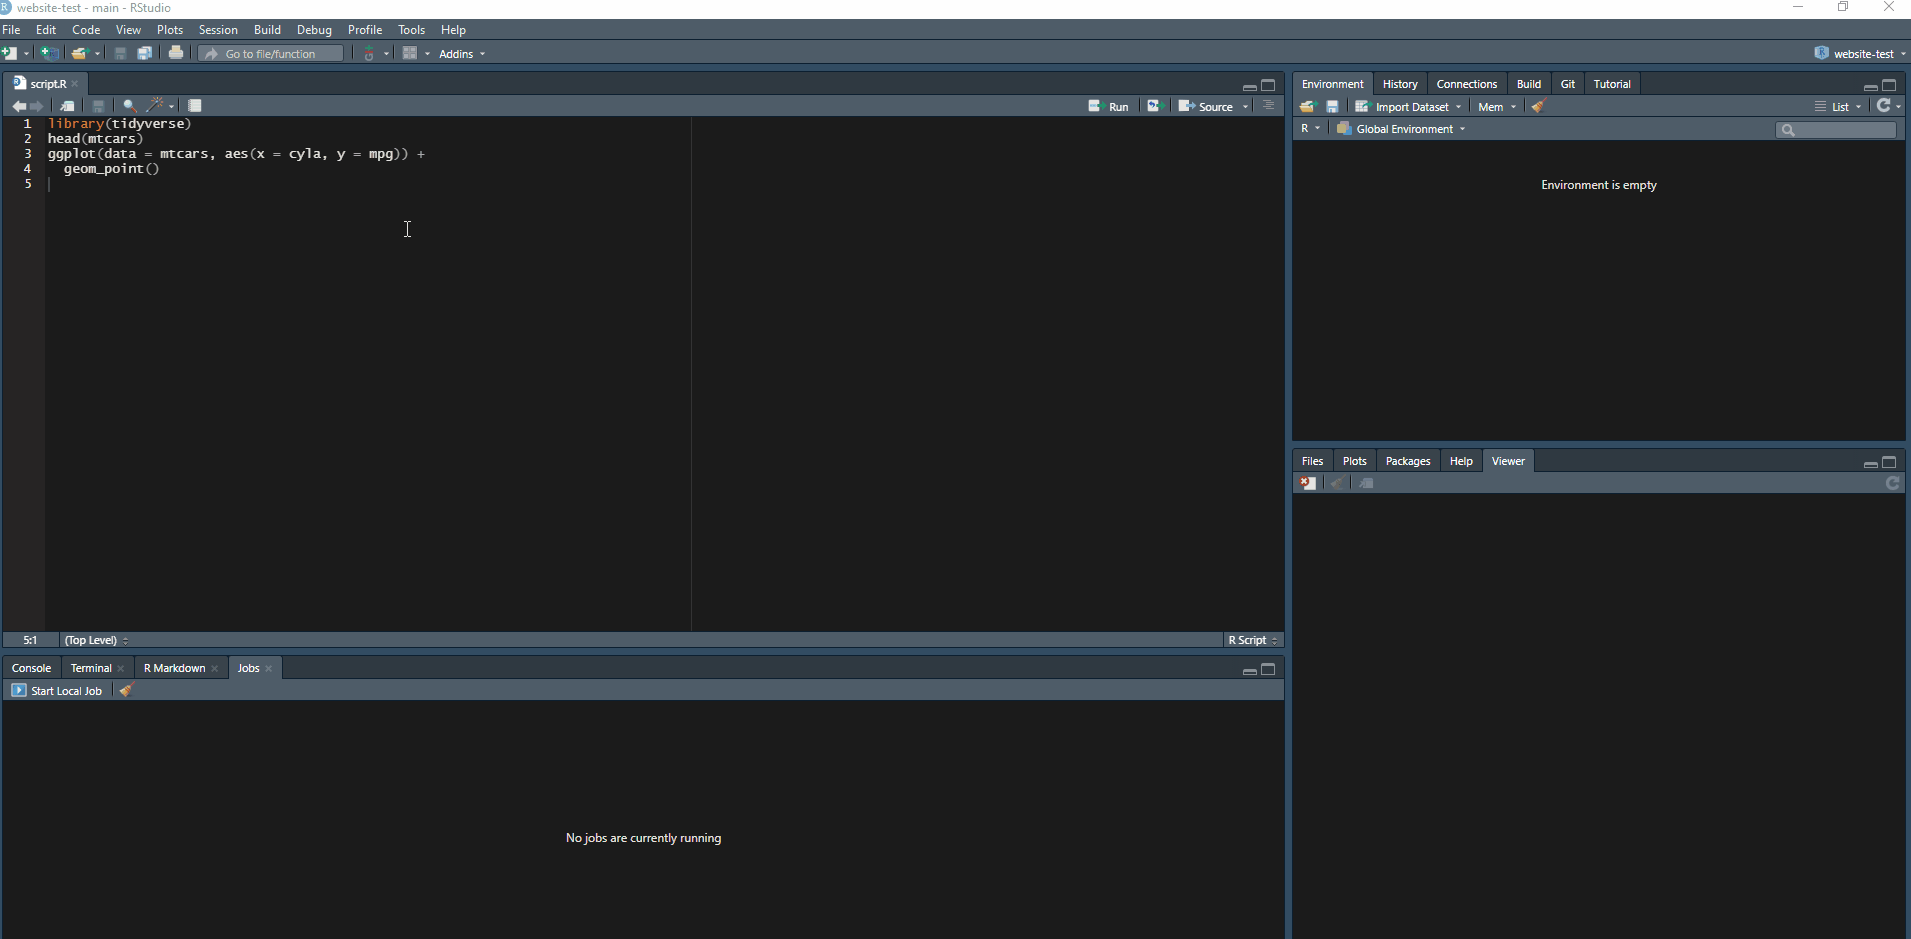 website-test - main - RStudio
File Edit Code View Plots Session Build Debug Profile Tools Help
Go to file/function Addins website-test
script.R
Run Source
1 library(tidyverse)
2 head(mtcars)
3 ggplot(data = mtcars, aes(x = cyla, y = mpg)) +
4   geom_point()
5
5:1 (Top Level) R Script
Console Terminal R Markdown Jobs
Start Local Job
No jobs are currently running
Environment History Connections Build Git Tutorial
Import Dataset Mem List
R Global Environment
Environment is empty
Files Plots Packages Help Viewer